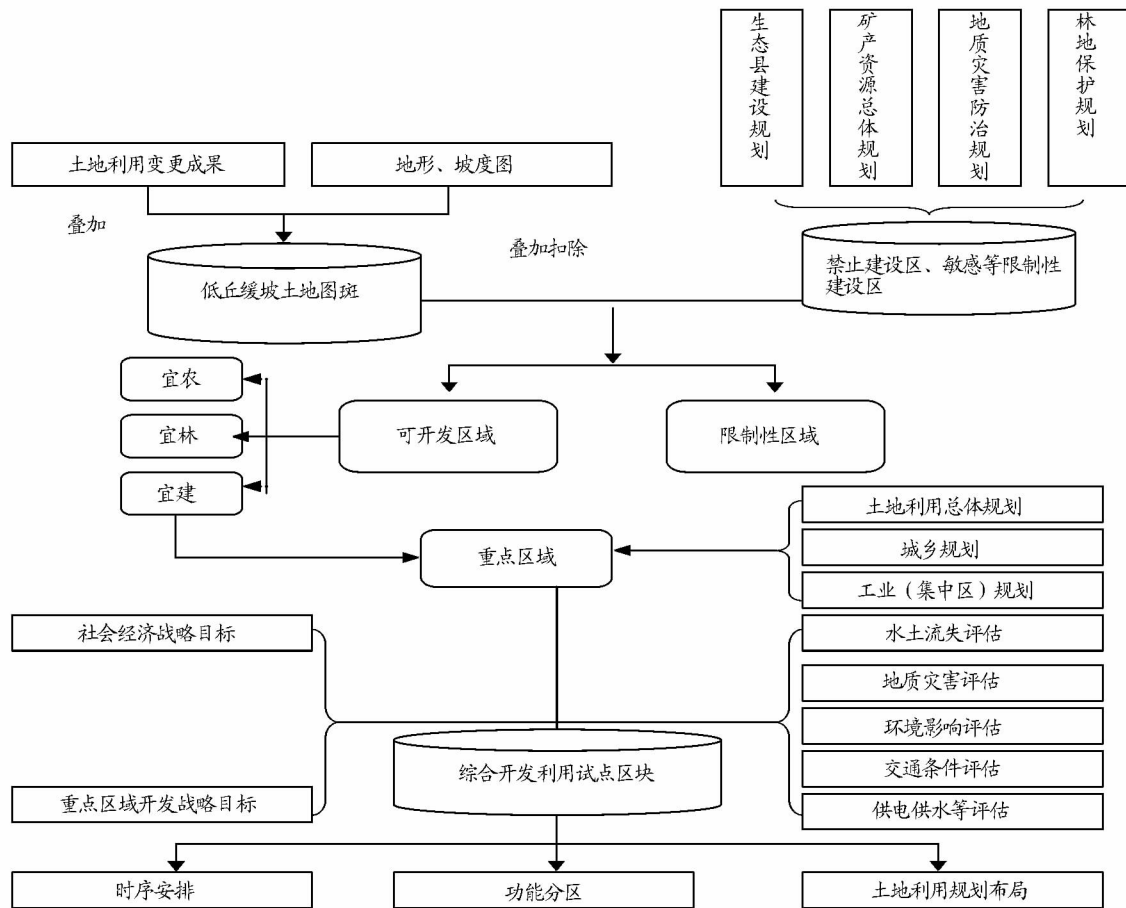 生态县建设规划
矿产资源总体规划
地质灾害防治规划
林地保护规划
土地利用变更成果
地形、坡度图
叠加
叠加扣除
低丘缓坡土地图斑
禁止建设区、敏感等限制性
建设区
宜农
宜林
宜建
可开发区域
限制性区域
重点区域
土地利用总体规划
城乡规划
工业（集中区）规划
社会经济战略目标
重点区域开发战略目标
水土流失评估
地质灾害评估
环境影响评估
交通条件评估
供电供水等评估
综合开发利用试点区块
时序安排
功能分区
土地利用规划布局